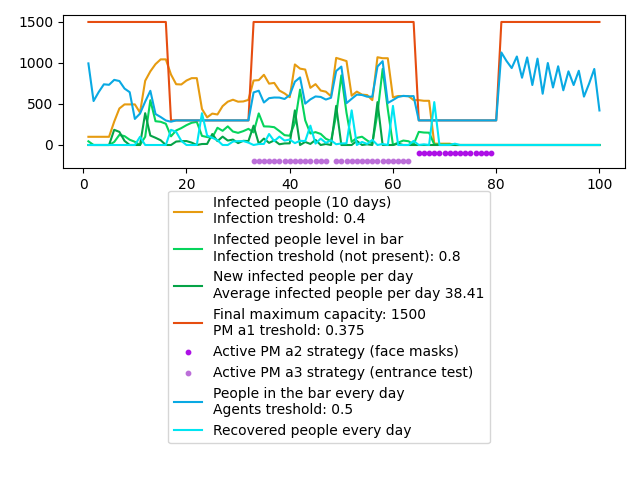 1500
1000
500
0
0
20
40
60
80
100
Infected people (10 days)
Infection treshold: 0.4
Infected people level in bar
Infection treshold (not present): 0.8
New infected people per day
Average infected people per day 38.41
Final maximum capacity: 1500
PM a1 treshold: 0.375
Active PM a2 strategy (face masks)
Active PM a3 strategy (entrance test)
People in the bar every day
Agents treshold: 0.5
Recovered people every day